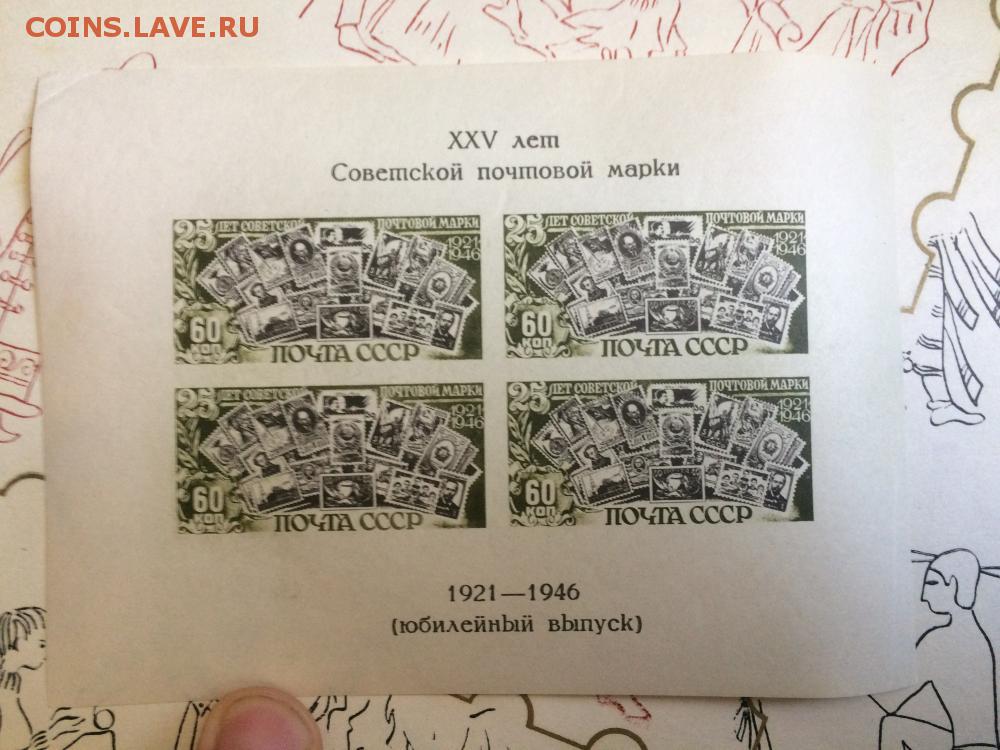 COINS.LAVE.RU
XXV лет
Советской почтовой марки
25 ЛЕТ СОВЕТСКОЙ ПОЧТОВОЙ МАРКИ
1921
1946
60
КОП
ПОЧТА СССР
25 ЛЕТ СОВЕТСКОЙ ПОЧТОВОЙ МАРКИ
1921
1946
60
КОП
ПОЧТА СССР
25 ЛЕТ СОВЕТСКОЙ ПОЧТОВОЙ МАРКИ
1921
1946
60
КОП
ПОЧТА СССР
25 ЛЕТ СОВЕТСКОЙ ПОЧТОВОЙ МАРКИ
1921
1946
60
КОП
ПОЧТА СССР
1921—1946
(юбилейный выпуск)